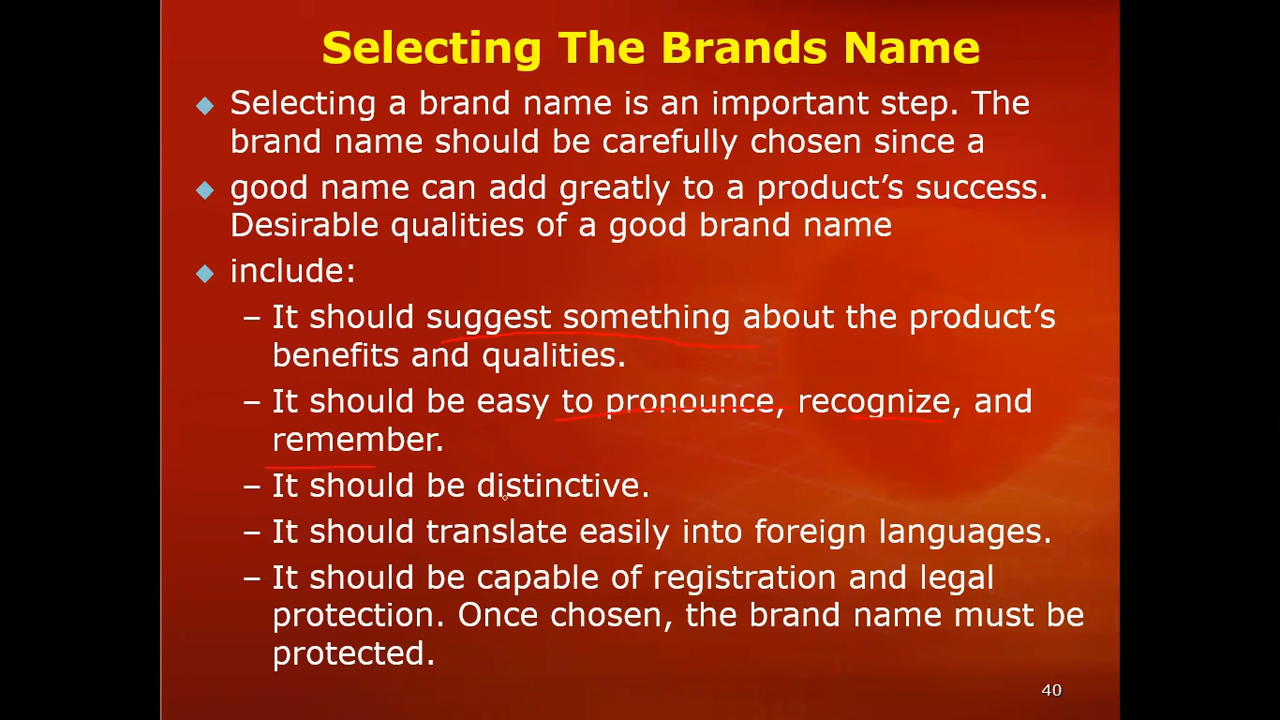 Selecting The Brands Name
Selecting a brand name is an important step. The
brand name should be carefully chosen since a
good name can add greatly to a product’s success.
Desirable qualities of a good brand name
include:
– It should suggest something about the product’s
benefits and qualities.
– It should be easy to pronounce, recognize, and
remember.
– It should be distinctive.
– It should translate easily into foreign languages.
– It should be capable of registration and legal
protection. Once chosen, the brand name must be
protected.
40